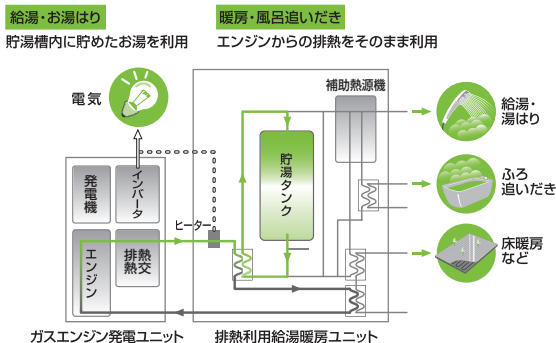 給湯・お湯はり
貯湯槽内に貯めたお湯を利用
暖房・風呂追いだき
エンジンからの排熱をそのまま利用
電気
補助熱源機
給湯・
湯はり
貯湯タンク
発電機
インバータ
ふろ
追いだき
ヒーター
エンジン
排熱
熱交
床暖房
など
ガスエンジン発電ユニット
排熱利用給湯暖房ユニット